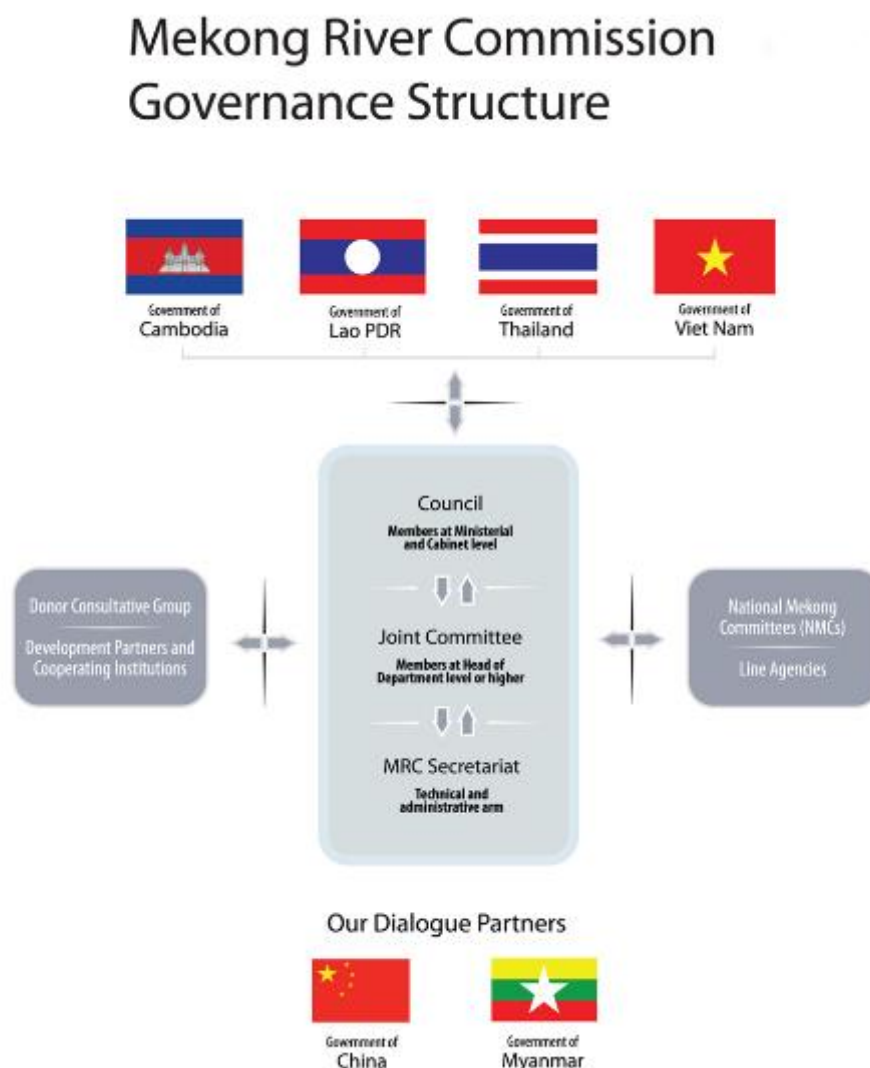 Mekong River Commission
Governance Structure
Government of
Cambodia
Government of
Lao PDR
Government of
Thailand
Government of
Viet Nam
Council
Members at Ministerial
and Cabinet level
Donor Consultative Group
Development Partners and
Cooperating Institutions
Joint Committee
Members at Head of
Department level or higher
National Mekong
Committees (NMCs)
Line Agencies
MRC Secretariat
Technical and
administrative arm
Our Dialogue Partners
Government of
China
Government of
Myanmar